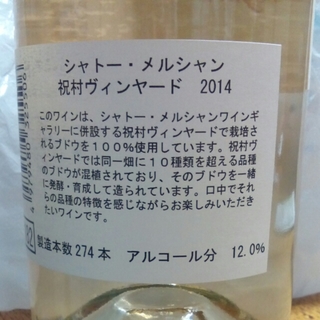 シャトー・メルシャン
祝村ヴィンヤード 2014
このワインは、シャトー・メルシャンワインギ
ャラリーに併設する祝村ヴィンヤードで栽培さ
れるブドウを100%使用しています。祝村ヴ
ィンヤードでは同一畑に10種類を超える品種
のブドウが混植されており、そのブドウを一緒
に発酵・育成して造られています。口中でそれ
らの品種の特徴を感じながらお楽しみいただき
たいワインです。
製造本数274本 アルコール分 12.0%